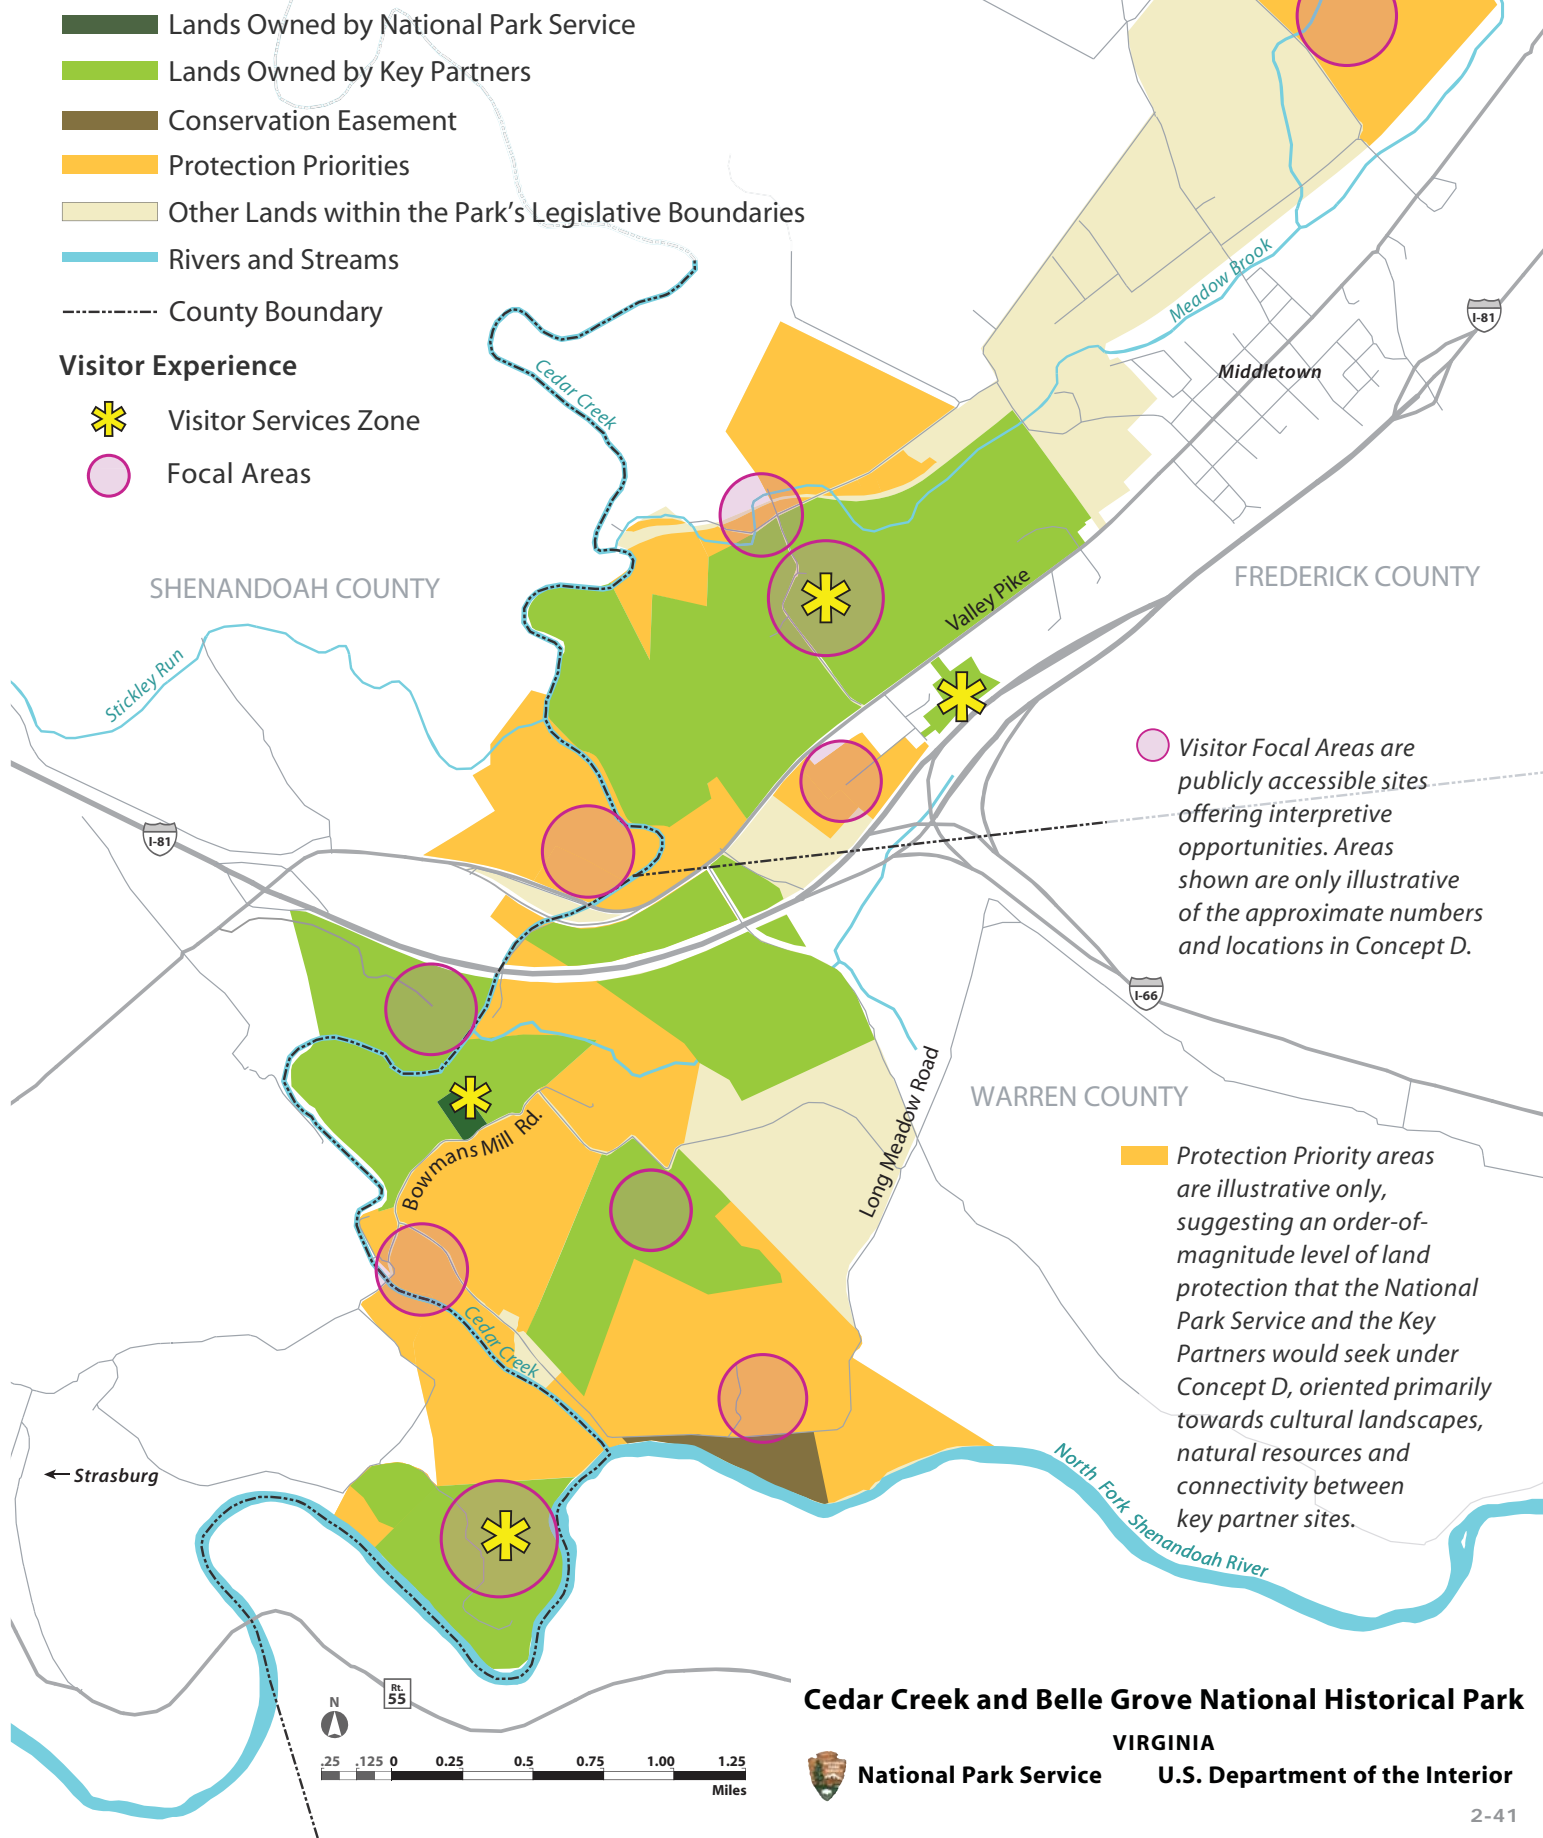 Lands Owned by National Park Service
Lands Owned by Key Partners
Conservation Easement
Protection Priorities
Other Lands within the Park's Legislative Boundaries
Rivers and Streams
County Boundary
Visitor Experience
Visitor Services Zone
Focal Areas
Cedar Creek
Meadow Brook
I-81
Middletown
SHENANDOAH COUNTY
FREDERICK COUNTY
Valley Pike
Stickley Run
I-81
Visitor Focal Areas are
publicly accessible sites
offering interpretive
opportunities. Areas
shown are only illustrative
of the approximate numbers
and locations in Concept D.
I-66
Long Meadow Road
WARREN COUNTY
Bowmans Mill Rd.
Protection Priority areas
are illustrative only,
suggesting an order-of-
magnitude level of land
protection that the National
Park Service and the Key
Partners would seek under
Concept D, oriented primarily
towards cultural landscapes,
natural resources and
connectivity between
key partner sites.
Cedar Creek
Strasburg
North Fork Shenandoah River
Rt.
55
N
.25 .125 0 0.25 0.5 0.75 1.00 1.25
Miles
Cedar Creek and Belle Grove National Historical Park
VIRGINIA
National Park Service U.S. Department of the Interior
2-41